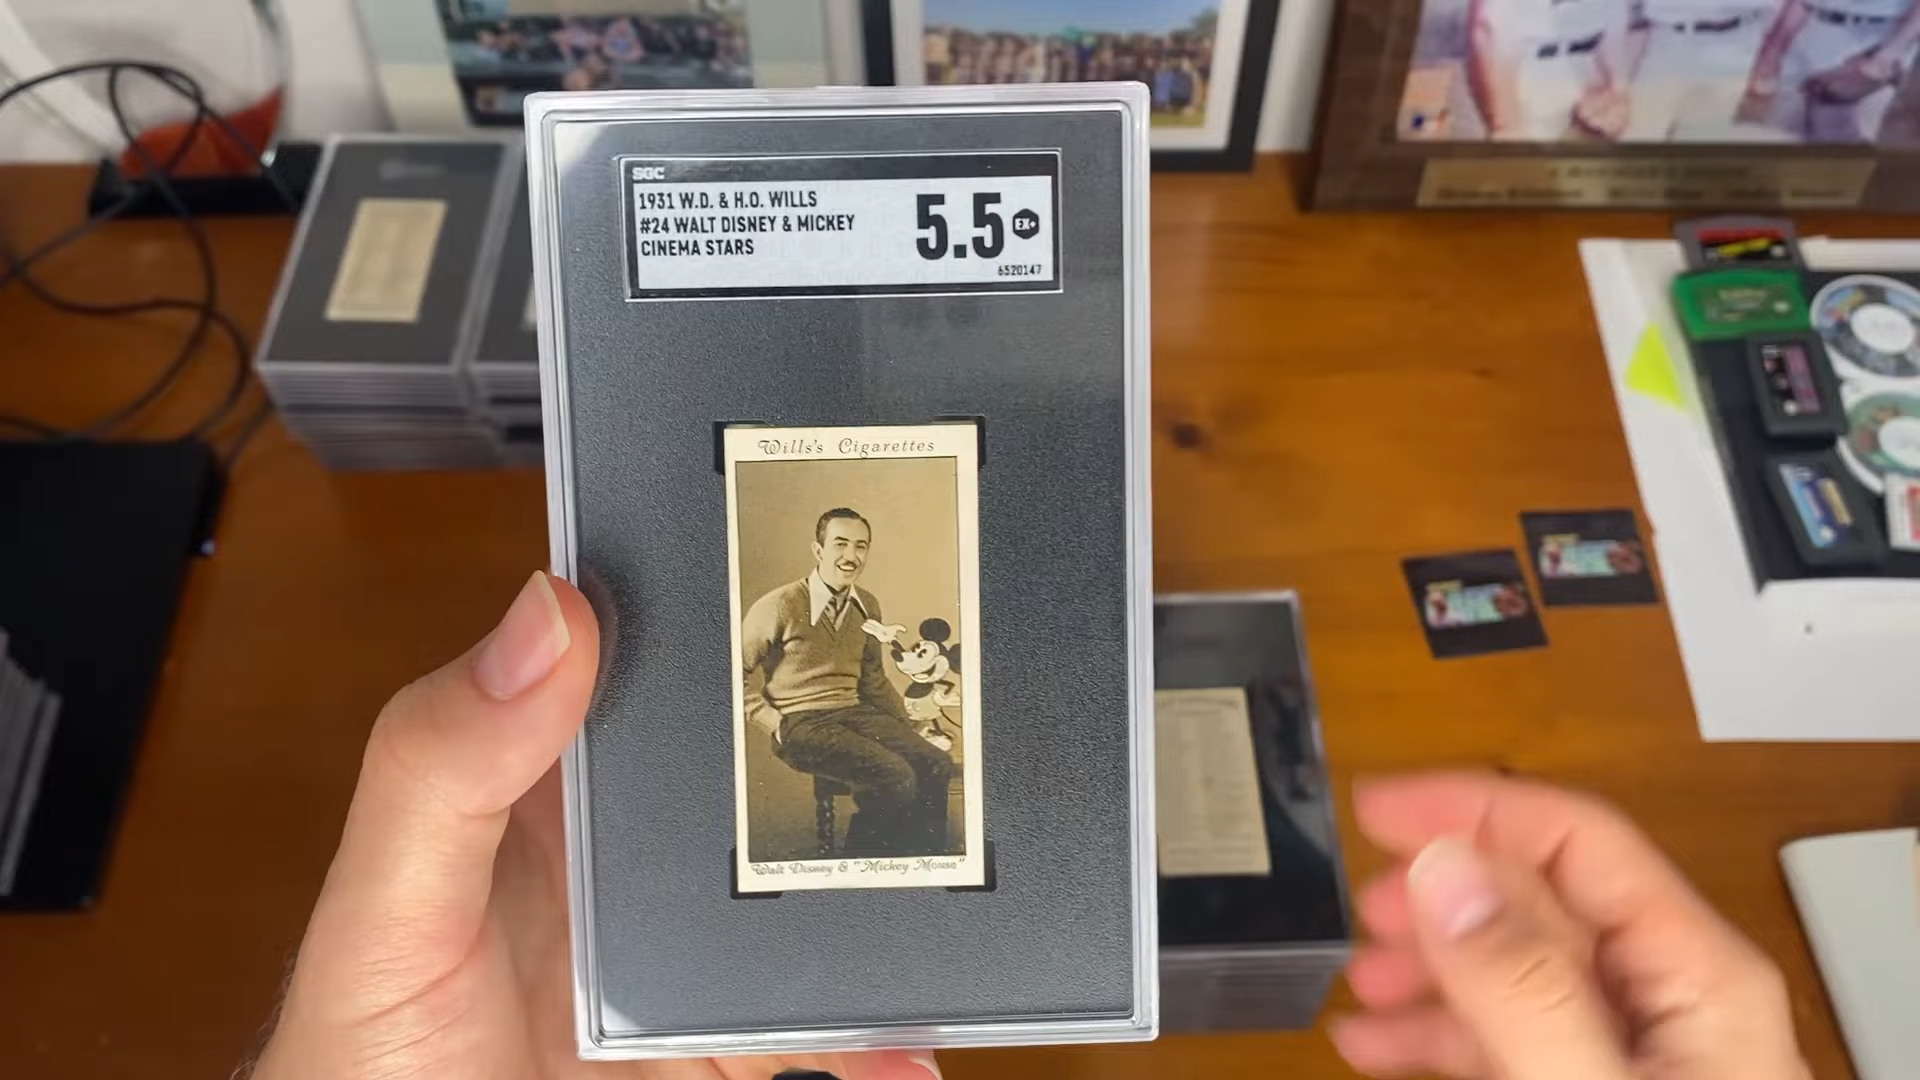 SGC
1931 W.D. & H.O. WILLS
#24 WALT DISNEY & MICKEY
CINEMA STARS
5.5
EX+
6520147
Wills's Cigarettes
Walt Disney & "Mickey Mouse"